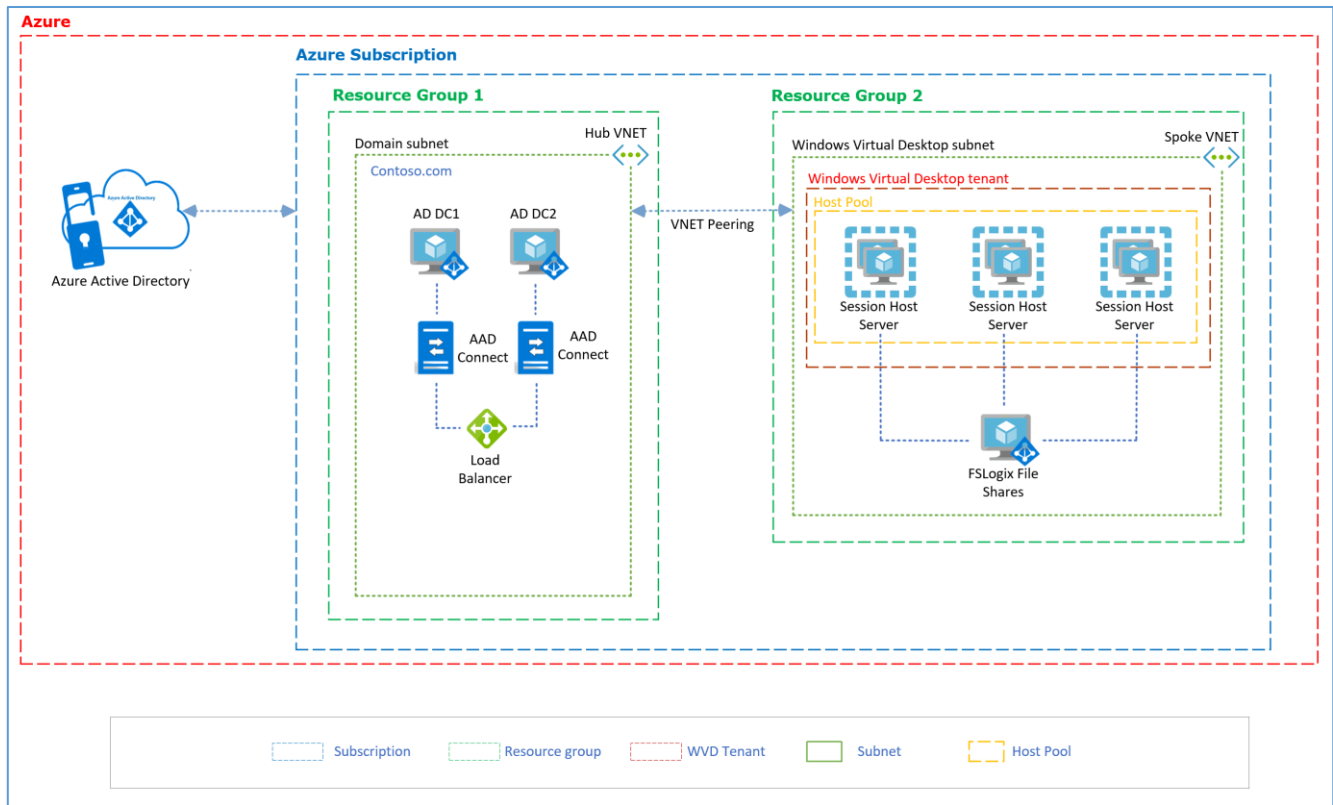 Azure
Azure Subscription
Resource Group 1
Hub VNET
Domain subnet
Contoso.com
AD DC1
AD DC2
AAD
Connect
AAD
Connect
Load
Balancer
Azure Active Directory
Azure Active Directory
VNET Peering
Resource Group 2
Spoke VNET
Windows Virtual Desktop subnet
Windows Virtual Desktop tenant
Host Pool
Session Host
Server
Session Host
Server
Session Host
Server
FSLogix File
Shares
Subscription
Resource group
WVD Tenant
Subnet
Host Pool